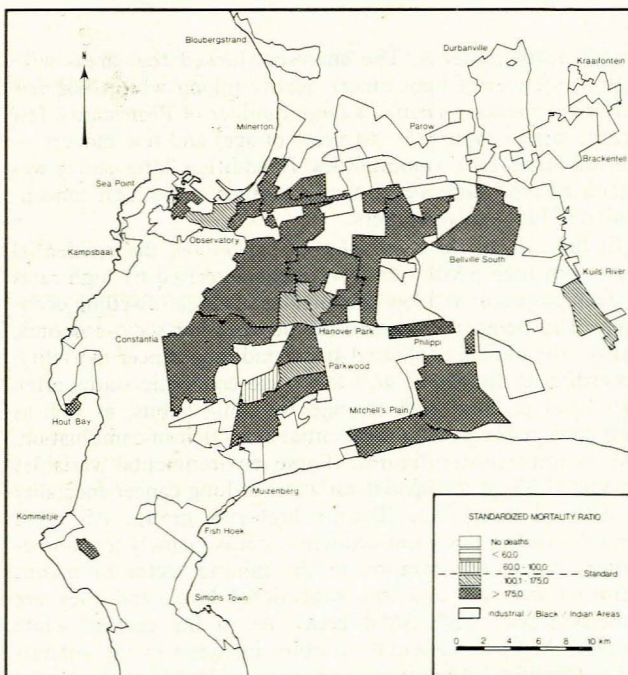 Bloubergstrand
Durbanville
Kraaifontein
Milnerton
Parow
Brackenfell
Sea Point
Observatory
Kampsbaai
Bellville South
Kuils River
Hanover Park
Constantia
Philippi
Parkwood
Mitchell's Plain
Hout Bay
Muizenberg
Kommetjie
Fish Hoek
Simons Town
STANDARDIZED MORTALITY RATIO
No deaths
< 60,0
60,0 - 100,0
Standard
100,1 - 175,0
> 175,0
Industrial / Black / Indian Areas
0 2 4 6 8 10 km